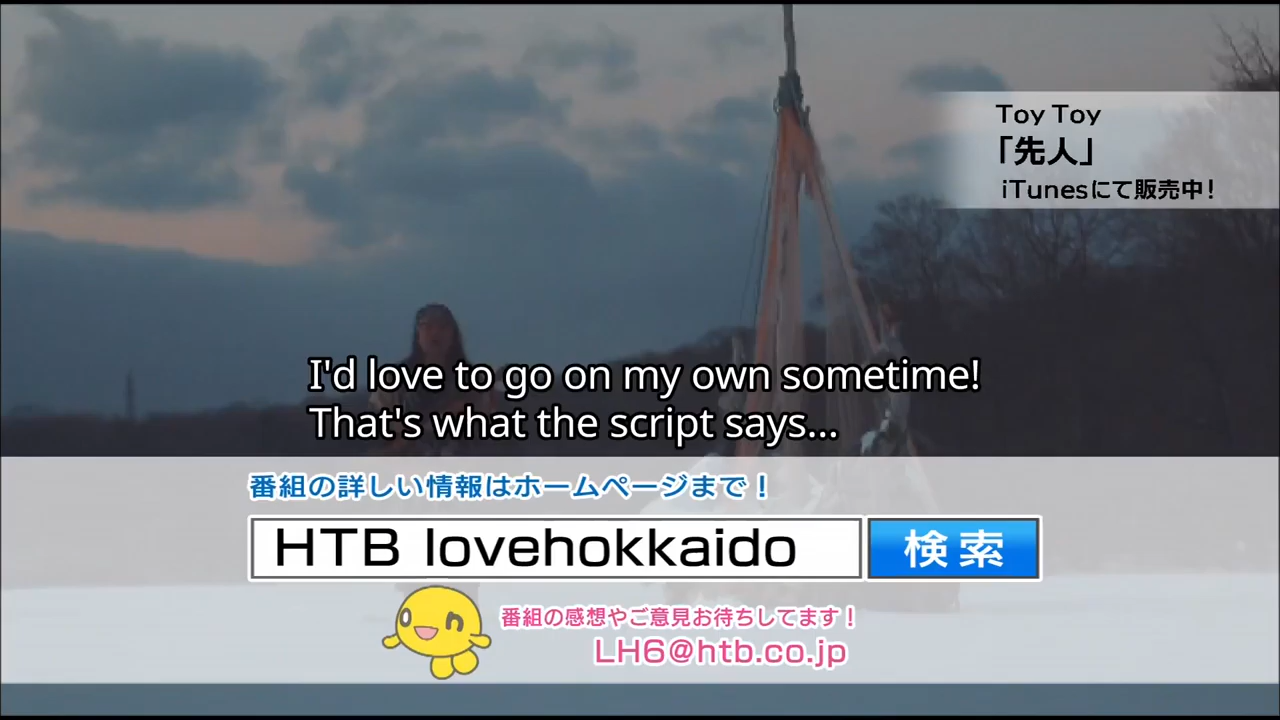 Toy Toy
「先人」
iTunesにて販売中！
I'd love to go on my own sometime!
That's what the script says...
番組の詳しい情報はホームページまで！
HTB lovehokkaido
検索
番組の感想やご意見お待ちしてます！
LH6@htb.co.jp